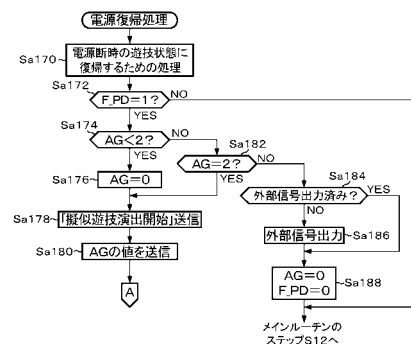 電源復帰処理
Sa170
電源断時の遊技状態に
復帰するための処理
Sa172
F_PD=1?
NO
YES
Sa174
AG<2?
NO
YES
Sa182
AG=2?
NO
YES
Sa176
AG=0
Sa184
外部信号出力済み?
YES
NO
Sa178
「擬似遊技演出開始」送信
外部信号出力
Sa186
Sa180
AGの値を送信
AG=0
F_PD=0
Sa188
A
メインルーチンの
ステップS12へ